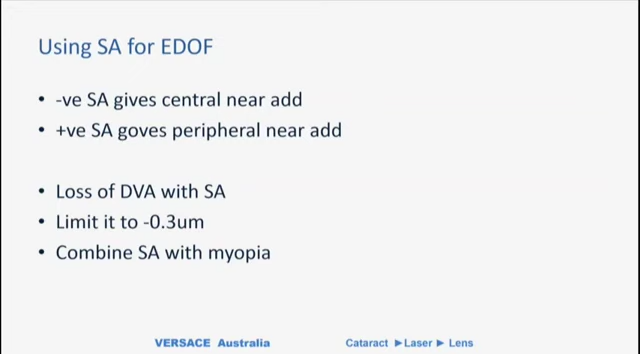 Using SA for EDOF
• -ve SA gives central near add
• +ve SA goves peripheral near add
• Loss of DVA with SA
• Limit it to -0.3um
• Combine SA with myopia
VERSACE Australia
Cataract ▶ Laser ▶ Lens